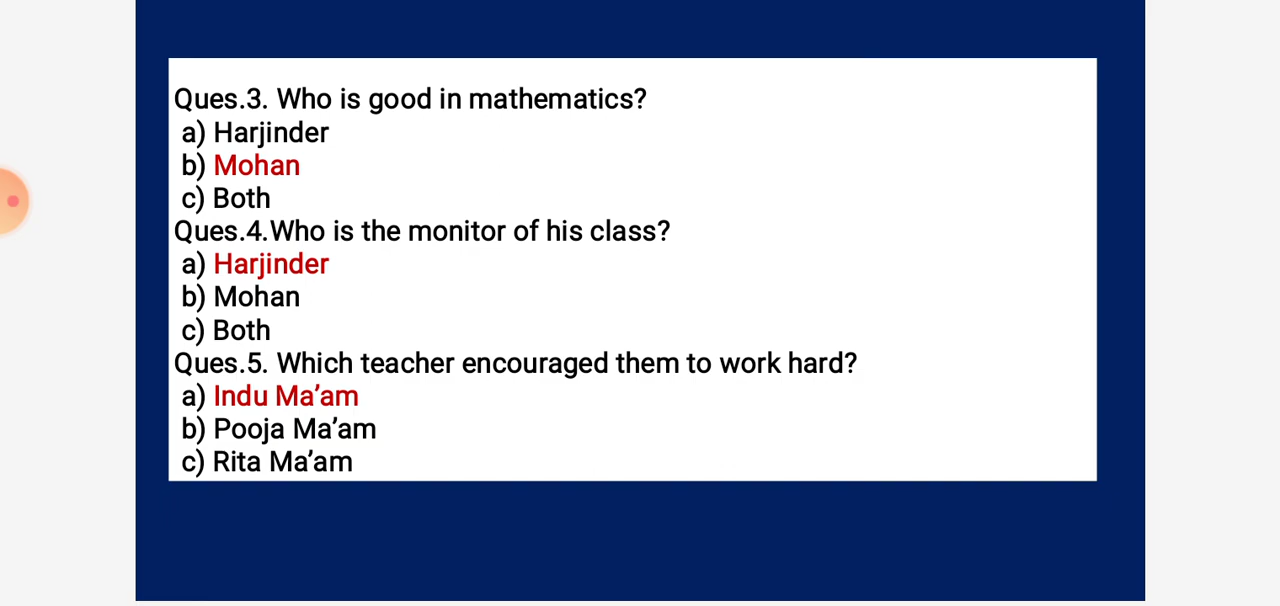 Ques.3. Who is good in mathematics?
a) Harjinder
b) Mohan
c) Both
Ques.4.Who is the monitor of his class?
a) Harjinder
b) Mohan
c) Both
Ques.5. Which teacher encouraged them to work hard?
a) Indu Ma’am
b) Pooja Ma’am
c) Rita Ma’am